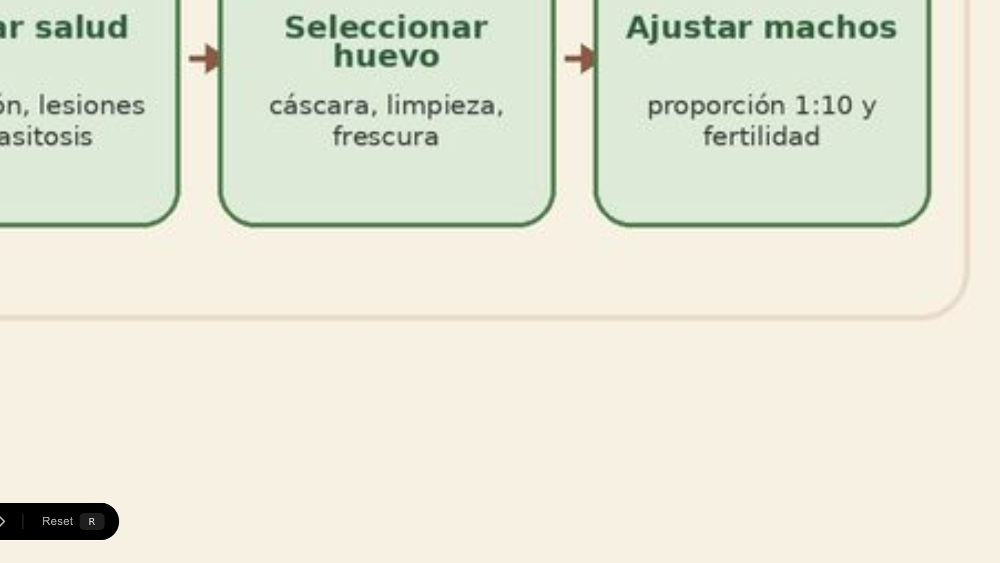 ar salud
ón, lesiones
asitosis
Seleccionar
huevo
cáscara, limpieza,
frescura
Ajustar machos
proporción 1:10 y
fertilidad
Reset R